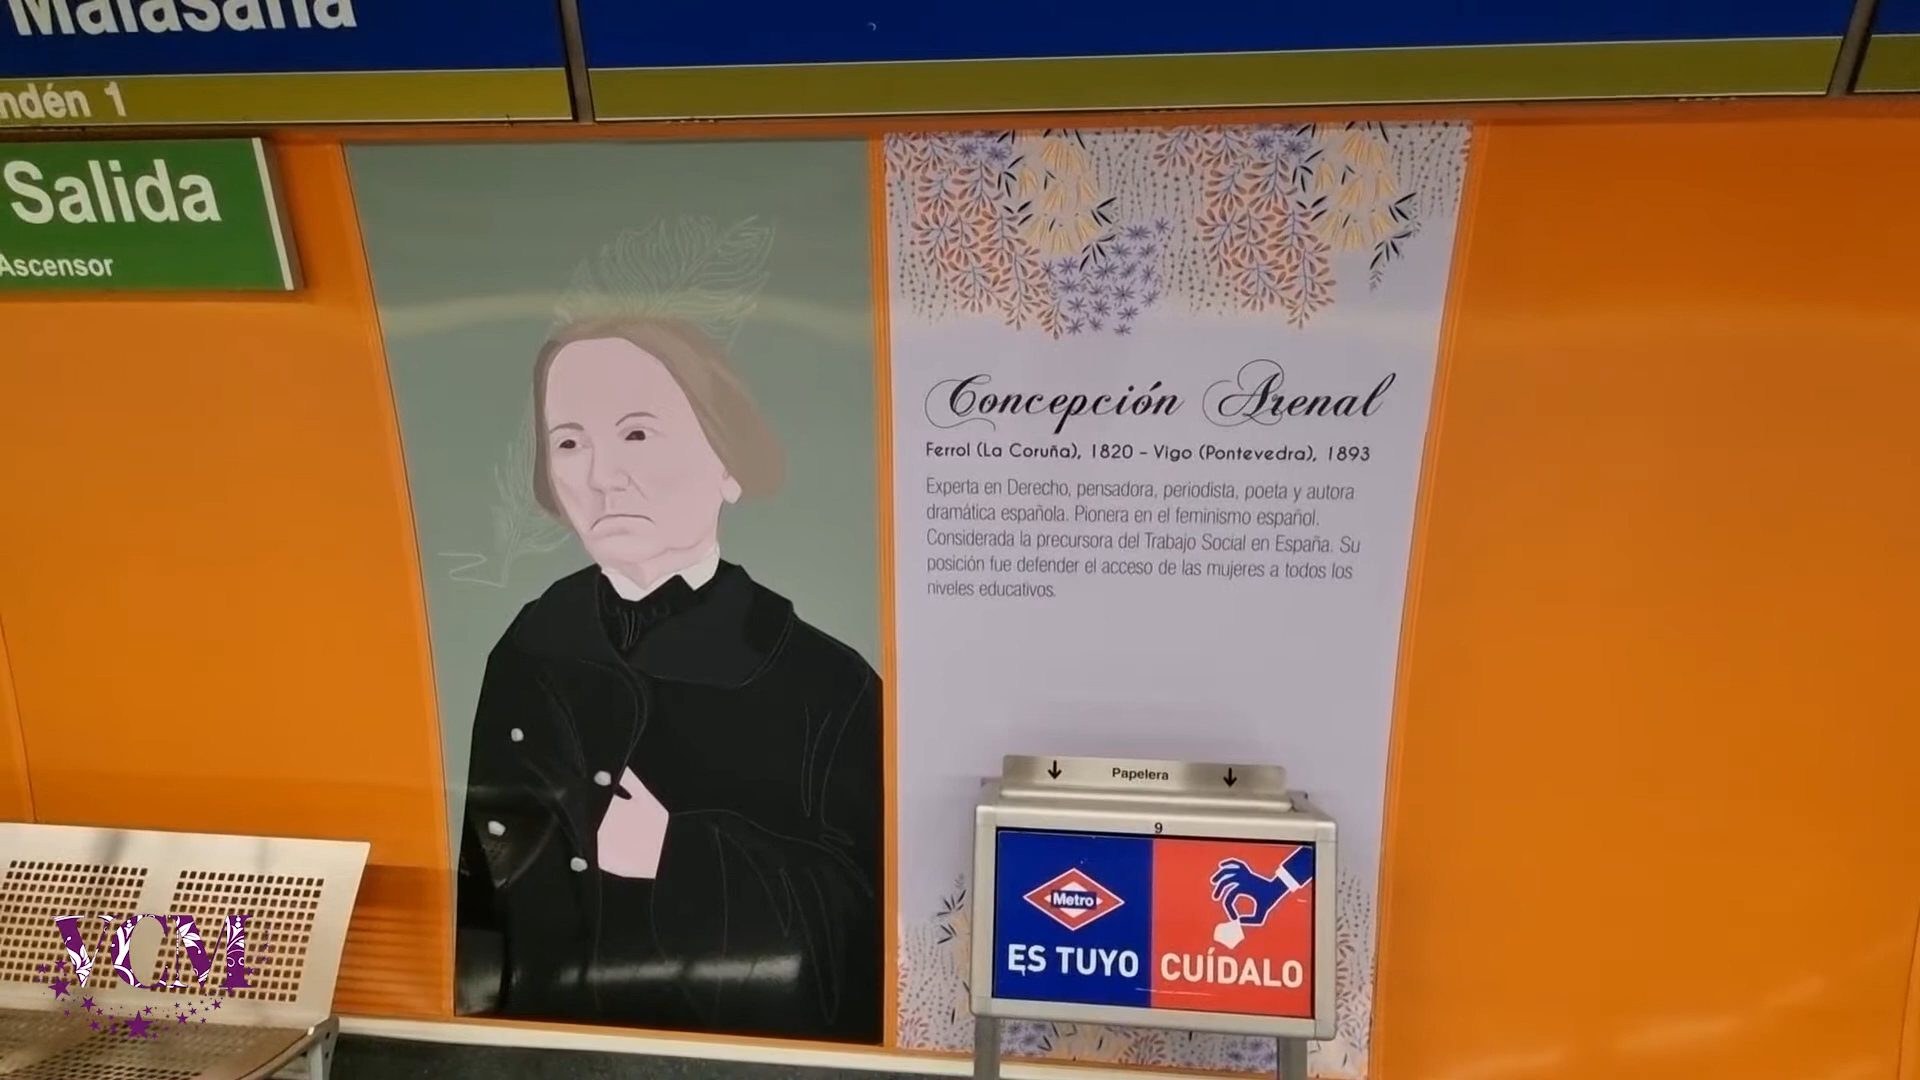 Malasaña
ndén 1
Salida
Ascensor
Concepción Arenal
Ferrol (La Coruña), 1820 - Vigo (Pontevedra), 1893
Experta en Derecho, pensadora, periodista, poeta y autora
dramática española. Pionera en el feminismo español.
Considerada la precursora del Trabajo Social en España. Su
posición fue defender el acceso de las mujeres a todos los
niveles educativos.
Papelera
9
Metro
ES TUYO
CUÍDALO
VCM